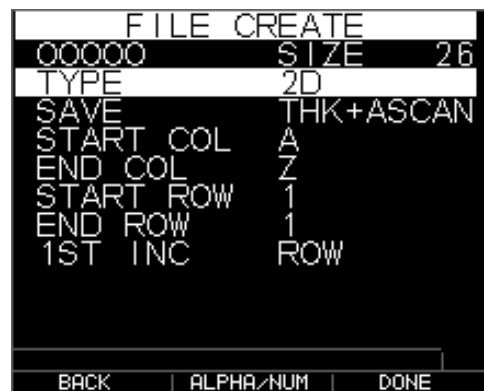 FILE CREATE
OOOOO SIZE 26
TYPE 2D
SAVE THK+ASCAN
START COL A
END COL Z
START ROW 1
END ROW 1
1ST INC ROW
BACK | ALPHA/NUM | DONE